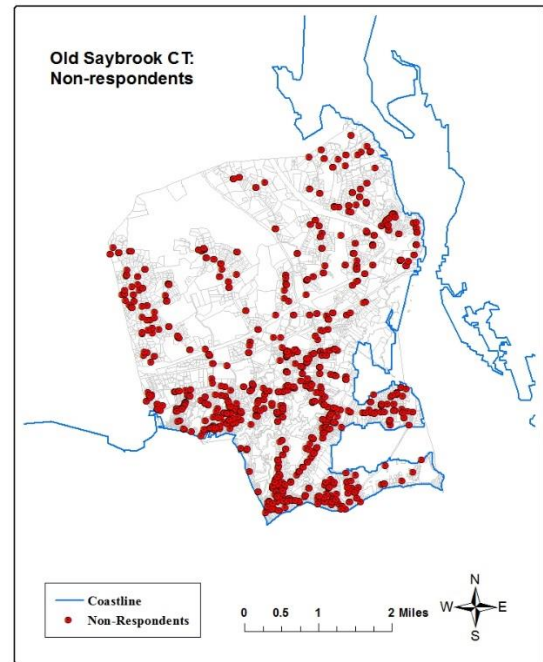 Old Saybrook CT:
Non-respondents
Coastline
Non-Respondents
0 0.5 1 2 Miles
N
W E
S